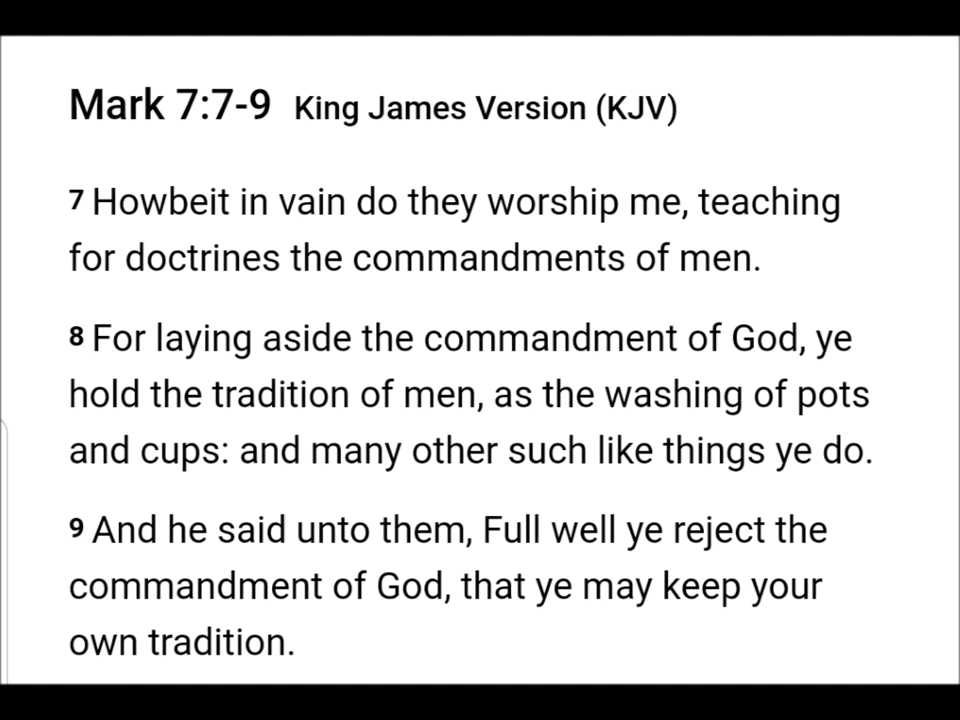 Mark 7:7-9 King James Version (KJV)
7 Howbeit in vain do they worship me, teaching
for doctrines the commandments of men.
8 For laying aside the commandment of God, ye
hold the tradition of men, as the washing of pots
and cups: and many other such like things ye do.
9 And he said unto them, Full well ye reject the
commandment of God, that ye may keep your
own tradition.